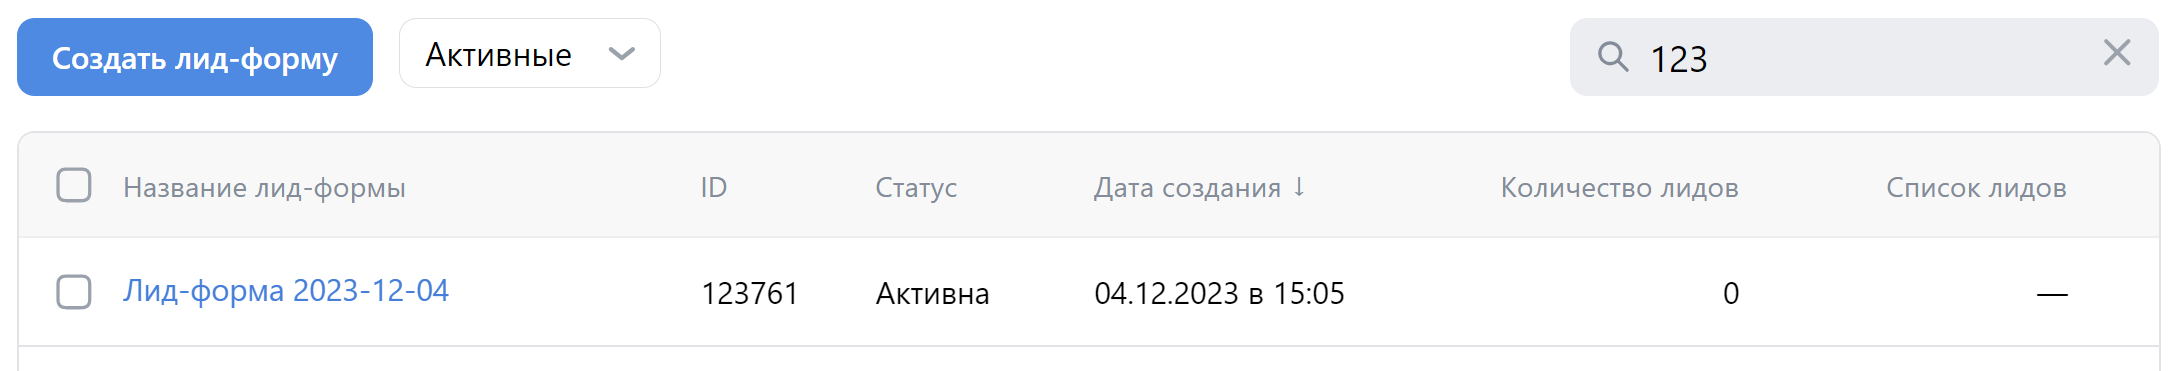 Создать лид-форму
Активные
123
Название лид-формы ID Статус Дата создания ↓ Количество лидов Список лидов
Лид-форма 2023-12-04 123761 Активна 04.12.2023 в 15:05 0 —